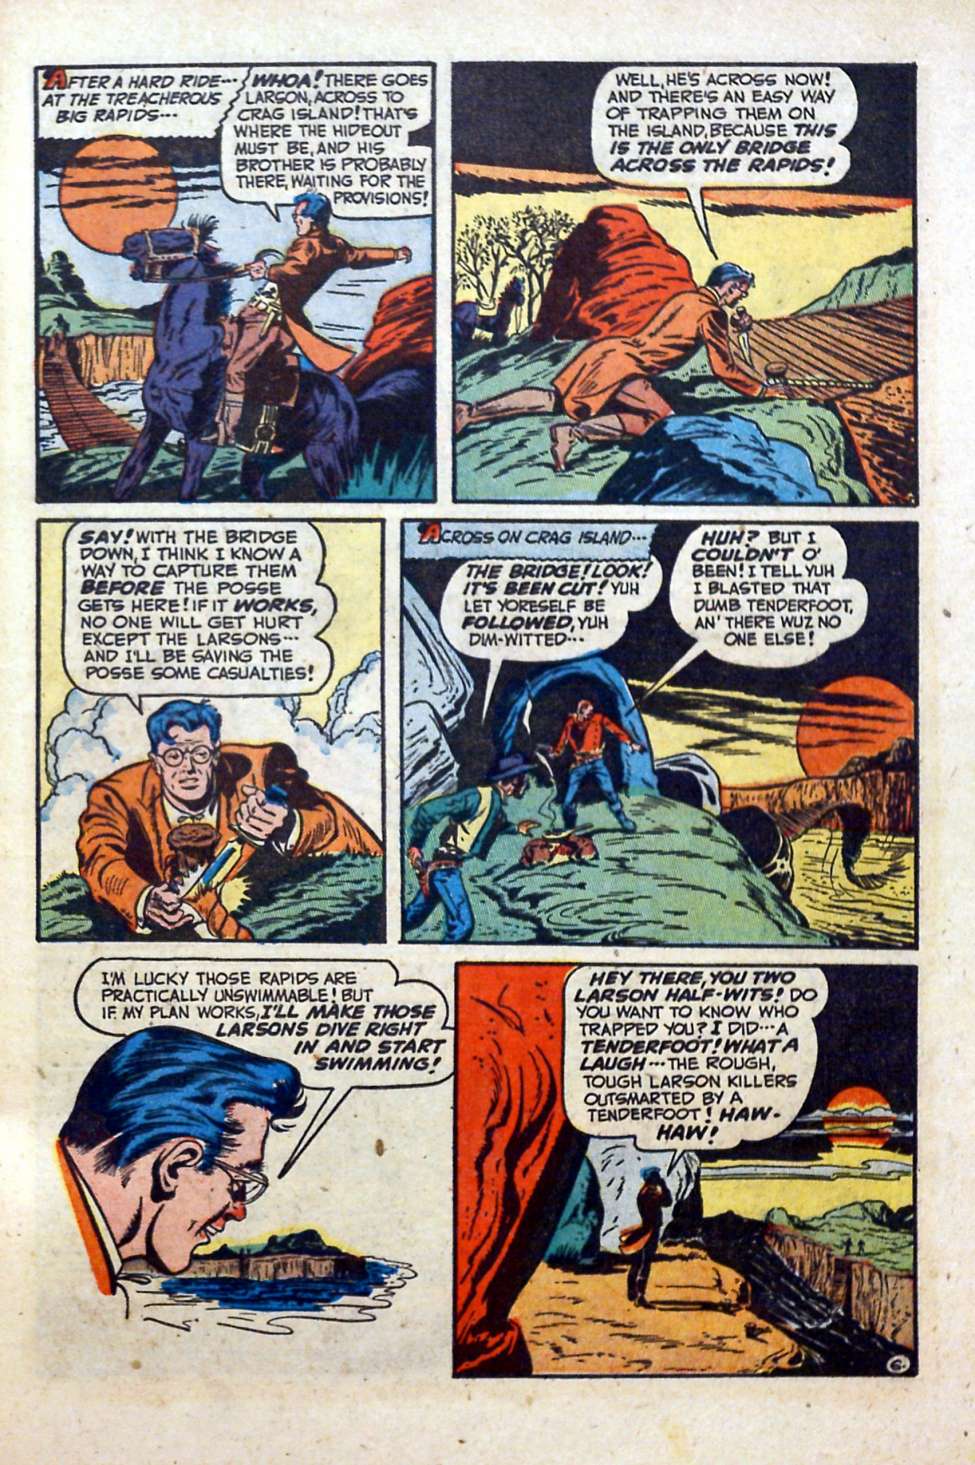 AFTER A HARD RIDE---
AT THE TREACHEROUS
BIG RAPIDS---
WHOA! THERE GOES
LARSON, ACROSS TO
CRAG ISLAND! THAT'S
WHERE THE HIDEOUT
MUST BE, AND HIS
BROTHER IS PROBABLY
THERE, WAITING FOR THE
PROVISIONS!
WELL, HE'S ACROSS NOW!
AND THERE'S AN EASY WAY
OF TRAPPING THEM ON
THE ISLAND, BECAUSE THIS
IS THE ONLY BRIDGE
ACROSS THE RAPIDS!
SAY! WITH THE BRIDGE
DOWN, I THINK I KNOW A
WAY TO CAPTURE THEM
BEFORE THE POSSE
GETS HERE! IF IT WORKS,
NO ONE WILL GET HURT
EXCEPT THE LARSONS---
AND I'LL BE SAVING THE
POSSE SOME CASUALTIES!
ACROSS ON CRAG ISLAND---
THE BRIDGE! LOOK!
IT'S BEEN CUT! YUH
LET YORESELF BE
FOLLOWED, YUH
DIM-WITTED---
HUH? BUT I
COULDN'T O'
BEEN! I TELL YUH
I BLASTED THAT
DUMB TENDERFOOT,
AN' THERE WUZ NO
ONE ELSE!
I'M LUCKY THOSE RAPIDS ARE
PRACTICALLY UNSWIMMABLE! BUT
IF MY PLAN WORKS, I'LL MAKE THOSE
LARSONS DIVE RIGHT
IN AND START
SWIMMING!
HEY THERE, YOU TWO
LARSON HALF-WITS! DO
YOU WANT TO KNOW WHO
TRAPPED YOU? I DID---A
TENDERFOOT! WHAT A
LAUGH---THE ROUGH,
TOUGH LARSON KILLERS
OUTSMARTED BY A
TENDERFOOT! HAW-
HAW!
6